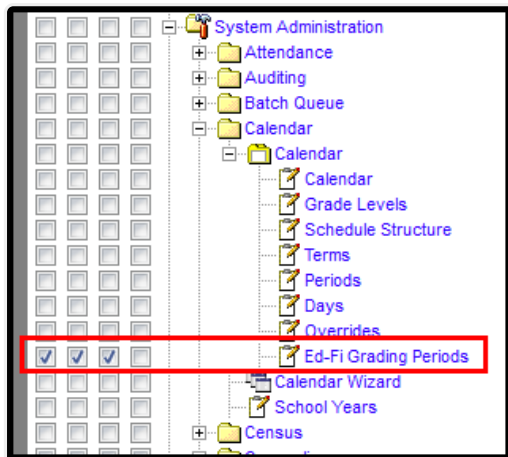 System Administration
Attendance
Auditing
Batch Queue
Calendar
Calendar
Calendar
Grade Levels
Schedule Structure
Terms
Periods
Days
Overrides
Ed-Fi Grading Periods
Calendar Wizard
School Years
Census